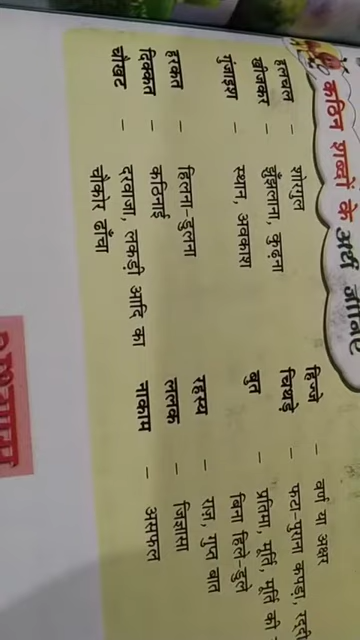 कठिन शब्दों के अर्थ जानिए
हलचल – शोरगुल
खीजकर – झुँझलाना, कुढ़ना
गुंजाइश – स्थान, अवकाश
हरकत – हिलना-डुलना
दिक्कत – कठिनाई
चौखट – दरवाजा, लकड़ी आदि का
चौकोर ढाँचा
हिज्जे – वर्ण या अक्षर
चिथड़े – फटा-पुराना कपड़ा, रद्दी
बुत – प्रतिमा, मूर्ति, मूर्ति की
बिना हिले-डुले
रहस्य – राज़, गुप्त बात
ललक – जिज्ञासा
नाकाम – असफल